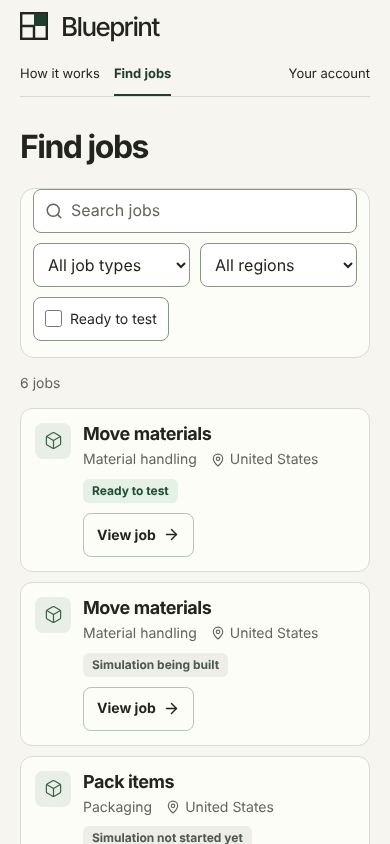 Blueprint
How it works Find jobs Your account
Find jobs
Search jobs
All job types All regions
Ready to test
6 jobs
Move materials
Material handling United States
Ready to test
View job
Move materials
Material handling United States
Simulation being built
View job
Pack items
Packaging United States
Simulation not started yet